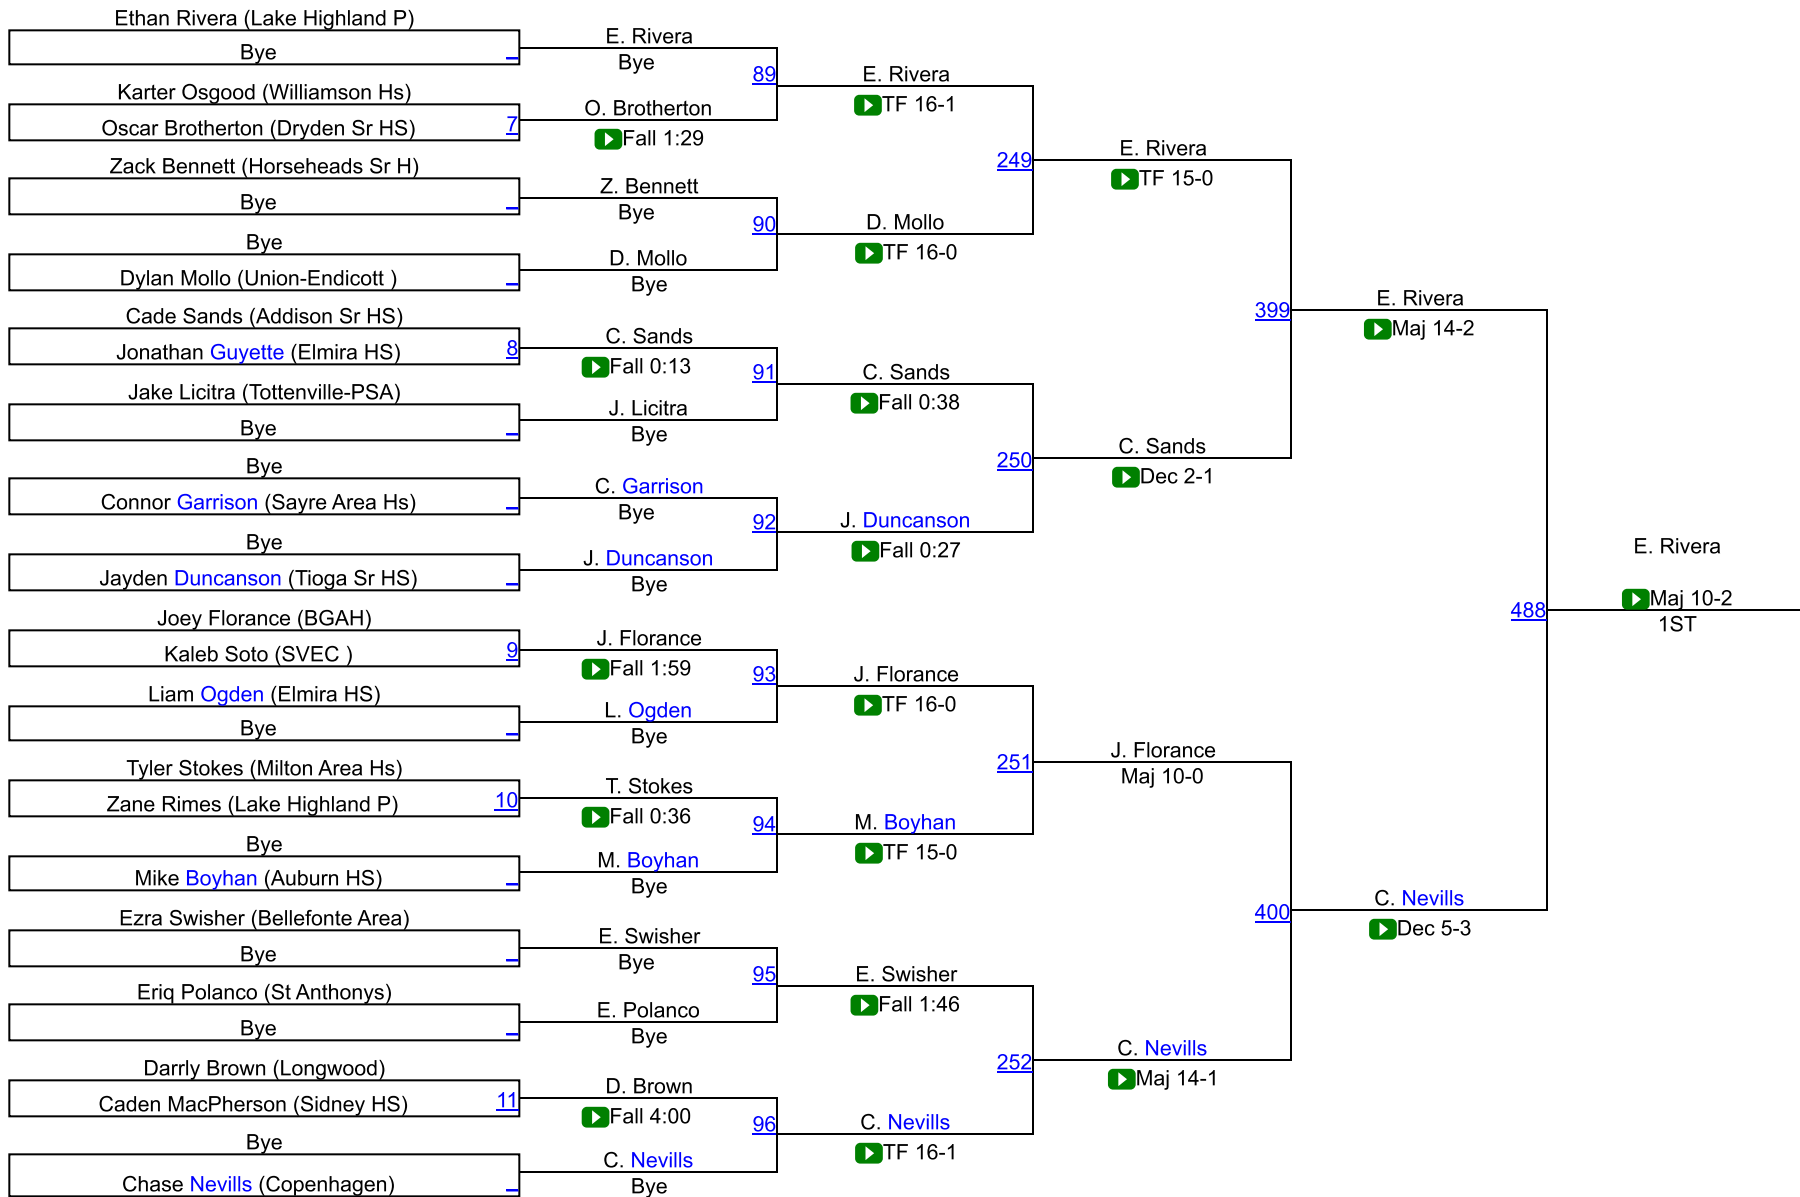 Ethan Rivera (Lake Highland P)
Bye
Karter Osgood (Williamson Hs)
Oscar Brotherton (Dryden Sr HS) 7
Zack Bennett (Horseheads Sr H)
Bye
Bye
Dylan Mollo (Union-Endicott )
Cade Sands (Addison Sr HS)
Jonathan Guyette (Elmira HS) 8
Jake Licitra (Tottenville-PSA)
Bye
Bye
Connor Garrison (Sayre Area Hs)
Bye
Jayden Duncanson (Tioga Sr HS)
Joey Florance (BGAH)
Kaleb Soto (SVEC ) 9
Liam Ogden (Elmira HS)
Bye
Tyler Stokes (Milton Area Hs)
Zane Rimes (Lake Highland P) 10
Bye
Mike Boyhan (Auburn HS)
Ezra Swisher (Bellefonte Area)
Bye
Eriq Polanco (St Anthonys)
Bye
Darrly Brown (Longwood)
Caden MacPherson (Sidney HS) 11
Bye
Chase Nevills (Copenhagen)
E. Rivera
Bye
89
O. Brotherton
Fall 1:29
Z. Bennett
Bye
90
D. Mollo
Bye
C. Sands
Fall 0:13
91
J. Licitra
Bye
C. Garrison
Bye
92
J. Duncanson
Bye
J. Florance
Fall 1:59
93
L. Ogden
Bye
T. Stokes
Fall 0:36
94
M. Boyhan
Bye
E. Swisher
Bye
95
E. Polanco
Bye
D. Brown
Fall 4:00
96
C. Nevills
Bye
E. Rivera
TF 16-1
249
D. Mollo
TF 16-0
C. Sands
Fall 0:38
250
J. Duncanson
Fall 0:27
J. Florance
TF 16-0
251
M. Boyhan
TF 15-0
E. Swisher
Fall 1:46
252
C. Nevills
TF 16-1
E. Rivera
TF 15-0
399
C. Sands
Dec 2-1
J. Florance
Maj 10-0
400
C. Nevills
Maj 14-1
E. Rivera
Maj 14-2
488
C. Nevills
Dec 5-3
E. Rivera
Maj 10-2
1ST